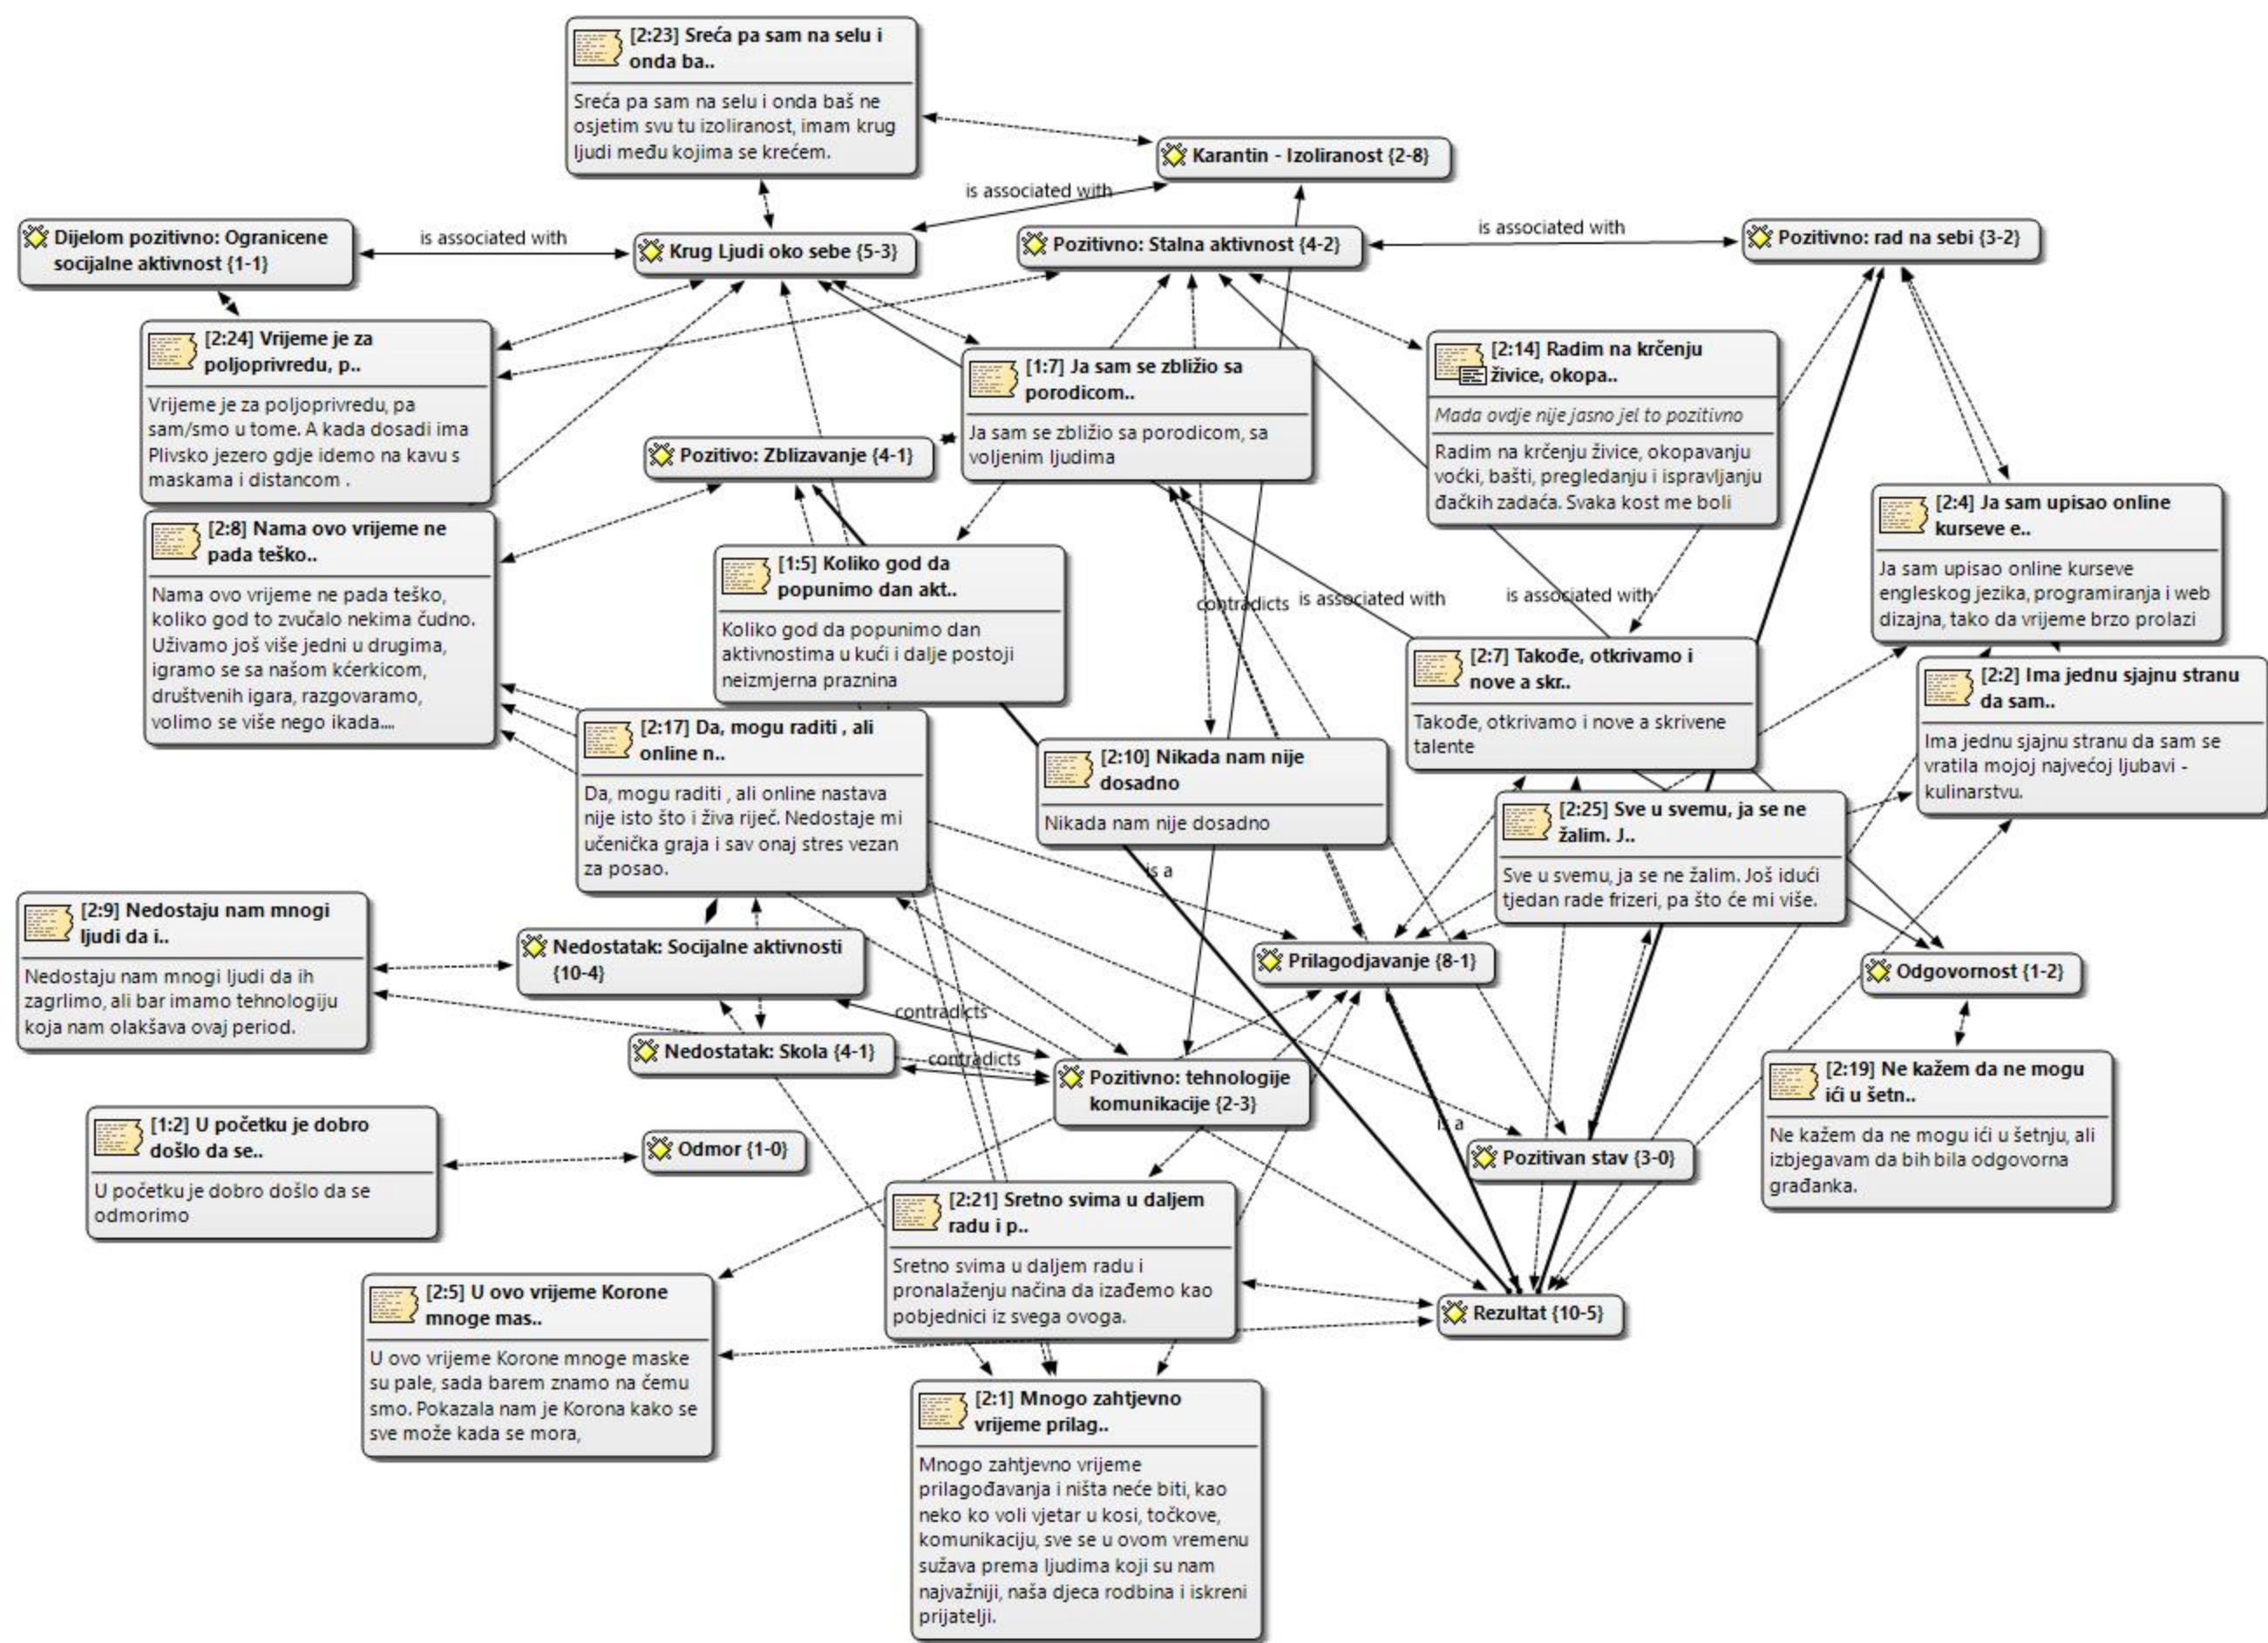 [2:23] Sreća pa sam na selu i
onda ba..
Sreća pa sam na selu i onda baš ne
osjetim svu tu izoliranost, imam krug
ljudi među kojima se krećem.
Karantin - Izoliranost {2-8}
is associated with
Dijelom pozitivno: Ogranicene
socijalne aktivnost {1-1}
is associated with
Krug Ljudi oko sebe {5-3}
Pozitivno: Stalna aktivnost {4-2}
is associated with
Pozitivno: rad na sebi {3-2}
[2:24] Vrijeme je za
poljoprivredu, p..
Vrijeme je za poljoprivredu, pa
sam/smo u tome. A kada dosadi ima
Plivsko jezero gdje idemo na kavu s
maskama i distancom .
[1:7] Ja sam se zbližio sa
porodicom..
Ja sam se zbližio sa porodicom, sa
voljenim ljudima
[2:14] Radim na krčenju
živice, okopa..
Mada ovdje nije jasno jel to pozitivno
Radim na krčenju živice, okopavanju
voćki, bašti, pregledanju i ispravljanju
đačkih zadaća. Svaka kost me boli
Pozitivo: Zblizavanje {4-1}
[2:4] Ja sam upisao online
kurseve e..
Ja sam upisao online kurseve
engleskog jezika, programiranja i web
dizajna, tako da vrijeme brzo prolazi
[2:8] Nama ovo vrijeme ne
pada teško..
Nama ovo vrijeme ne pada teško,
koliko god to zvučalo nekima čudno.
Uživamo još više jedni u drugima,
igramo se sa našom kćerkicom,
društvenih igara, razgovaramo,
volimo se više nego ikada....
[1:5] Koliko god da
popunimo dan akt..
Koliko god da popunimo dan
aktivnostima u kući i dalje postoji
neizmjerna praznina
contradicts
is associated with
is associated with
[2:7] Takođe, otkrivamo i
nove a skr..
Takođe, otkrivamo i nove a skrivene
talente
[2:2] Ima jednu sjajnu stranu
da sam..
Ima jednu sjajnu stranu da sam se
vratila mojoj najvećoj ljubavi -
kulinarstvu.
[2:17] Da, mogu raditi , ali
online n..
Da, mogu raditi , ali online nastava
nije isto što i živa riječ. Nedostaje mi
učenička graja i sav onaj stres vezan
za posao.
[2:10] Nikada nam nije
dosadno
Nikada nam nije dosadno
[2:25] Sve u svemu, ja se ne
žalim. J..
Sve u svemu, ja se ne žalim. Još idući
tjedan rade frizeri, pa što će mi više.
is a
[2:9] Nedostaju nam mnogi
ljudi da i..
Nedostaju nam mnogi ljudi da ih
zagrlimo, ali bar imamo tehnologiju
koja nam olakšava ovaj period.
Nedostatak: Socijalne aktivnosti
{10-4}
Prilagodjavanje {8-1}
Odgovornost {1-2}
contradicts
Nedostatak: Skola {4-1}
contradicts
Pozitivno: tehnologije
komunikacije {2-3}
[2:19] Ne kažem da ne mogu
ići u šetn..
Ne kažem da ne mogu ići u šetnju, ali
izbjegavam da bih bila odgovorna
građanka.
[1:2] U početku je dobro
došlo da se..
U početku je dobro došlo da se
odmorimo
Odmor {1-0}
is a
Pozitivan stav {3-0}
[2:21] Sretno svima u daljem
radu i p..
Sretno svima u daljem radu i
pronalaženju načina da izađemo kao
pobjednici iz svega ovoga.
[2:5] U ovo vrijeme Korone
mnoge mas..
U ovo vrijeme Korone mnoge maske
su pale, sada barem znamo na čemu
smo. Pokazala nam je Korona kako se
sve može kada se mora,
Rezultat {10-5}
[2:1] Mnogo zahtjevno
vrijeme prilag..
Mnogo zahtjevno vrijeme
prilagođavanja i ništa neće biti, kao
neko ko voli vjetar u kosi, točkove,
komunikaciju, sve se u ovom vremenu
sužava prema ljudima koji su nam
najvažniji, naša djeca rodbina i iskreni
prijatelji.